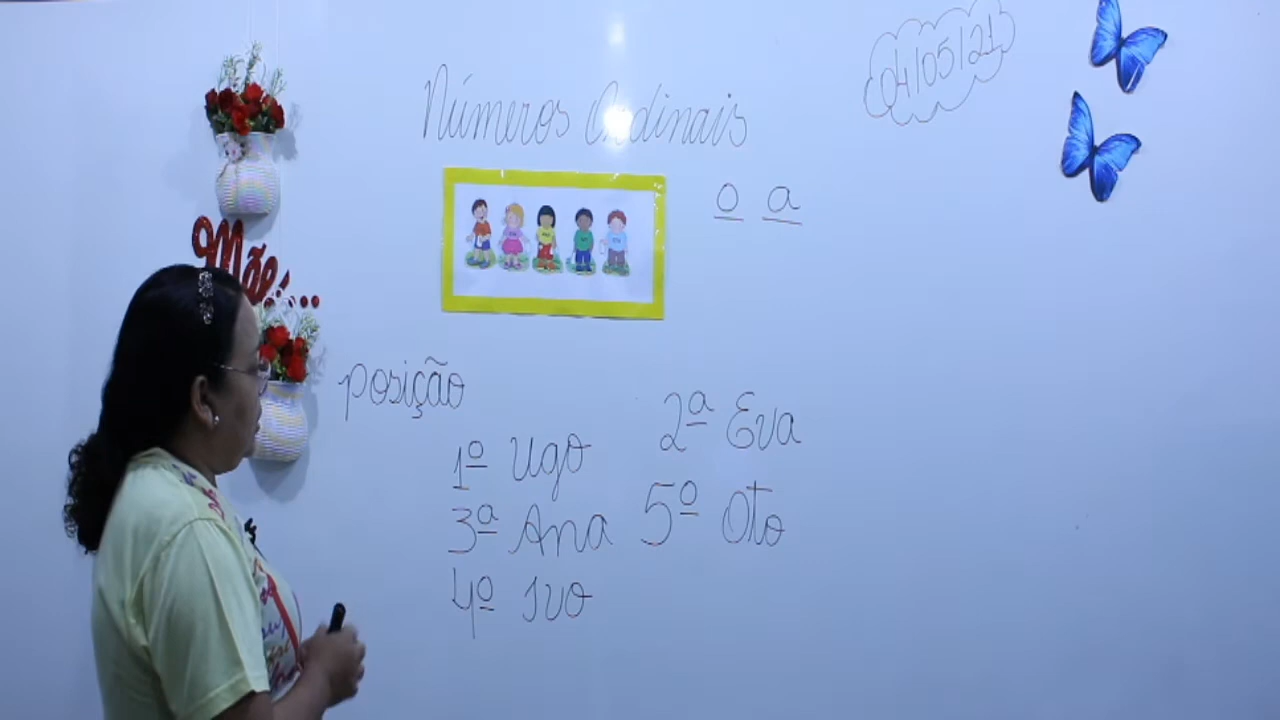 04/05/21
Números Ordinais
o a
Mãe...
posição
1º Ugo
2ª Eva
3ª Ana
5º Oto
4º Ivo